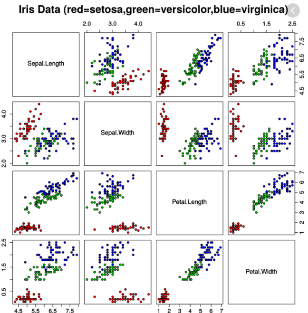 Iris Data (red=setosa,green=versicolor,blue=virginica)
2.0 3.0 4.0
0.5 1.5 2.5
Sepal.Length
4.5 5.5 6.5 7.5
2.0 3.0 4.0
Sepal.Width
Petal.Length
1 2 3 4 5 6 7
0.5 1.5 2.5
Petal.Width
4.5 5.5 6.5 7.5
1 2 3 4 5 6 7